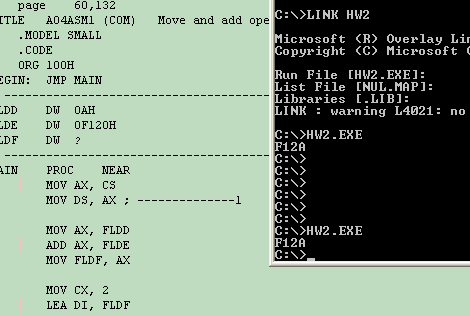 page 60,132
TITLE A04ASM1 (COM) Move and add ope
.MODEL SMALL
.CODE
ORG 100H
EGIN: JMP MAIN
LDD DW 0AH
LDE DW 0F120H
LDF DW ?
AIN PROC NEAR
MOV AX, CS
MOV DS, AX ; --------------1
MOV AX, FLDD
ADD AX, FLDE
MOV FLDF, AX
MOV CX, 2
LEA DI, FLDF
C:\>LINK HW2
Microsoft (R) Overlay Lin
Copyright (C) Microsoft C
Run File [HW2.EXE]:
List File [NUL.MAP]:
Libraries [.LIB]:
LINK : warning L4021: no
C:\>HW2.EXE
F12A
C:\>
C:\>
C:\>
C:\>
C:\>
C:\>HW2.EXE
F12A
C:\>_